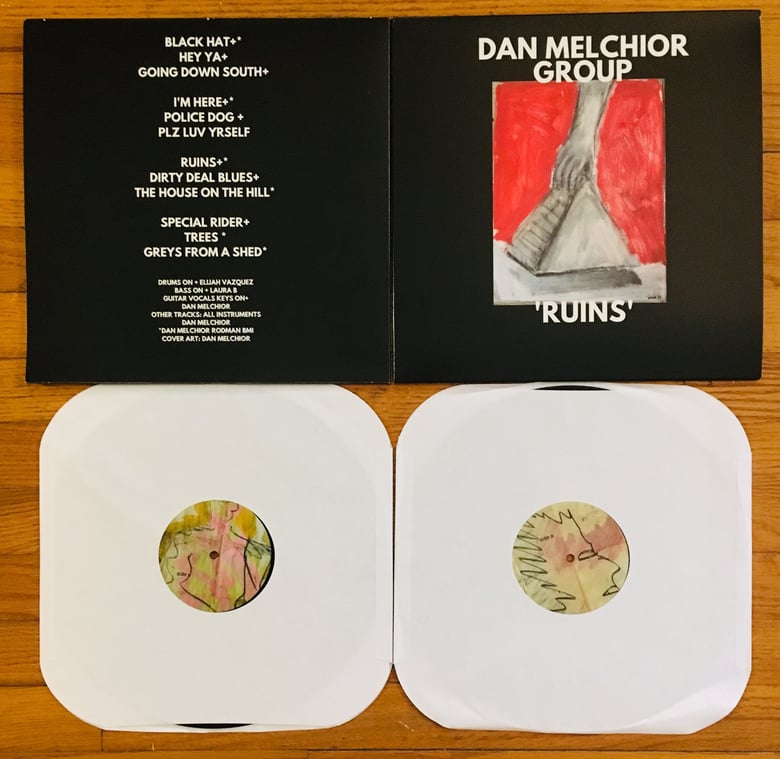 BLACK HAT+*
HEY YA+
GOING DOWN SOUTH+
I'M HERE+*
POLICE DOG +
PLZ LUV YRSELF
RUINS+*
DIRTY DEAL BLUES+
THE HOUSE ON THE HILL*
SPECIAL RIDER+
TREES *
GREYS FROM A SHED*
DRUMS ON + ELIJAH VAZQUEZ
BASS ON + LAURA B
GUITAR VOCALS KEYS ON+
DAN MELCHIOR
OTHER TRACKS: ALL INSTRUMENTS
DAN MELCHIOR
*DAN MELCHIOR RODMAN BMI
COVER ART: DAN MELCHIOR
DAN MELCHIOR
GROUP
'RUINS'